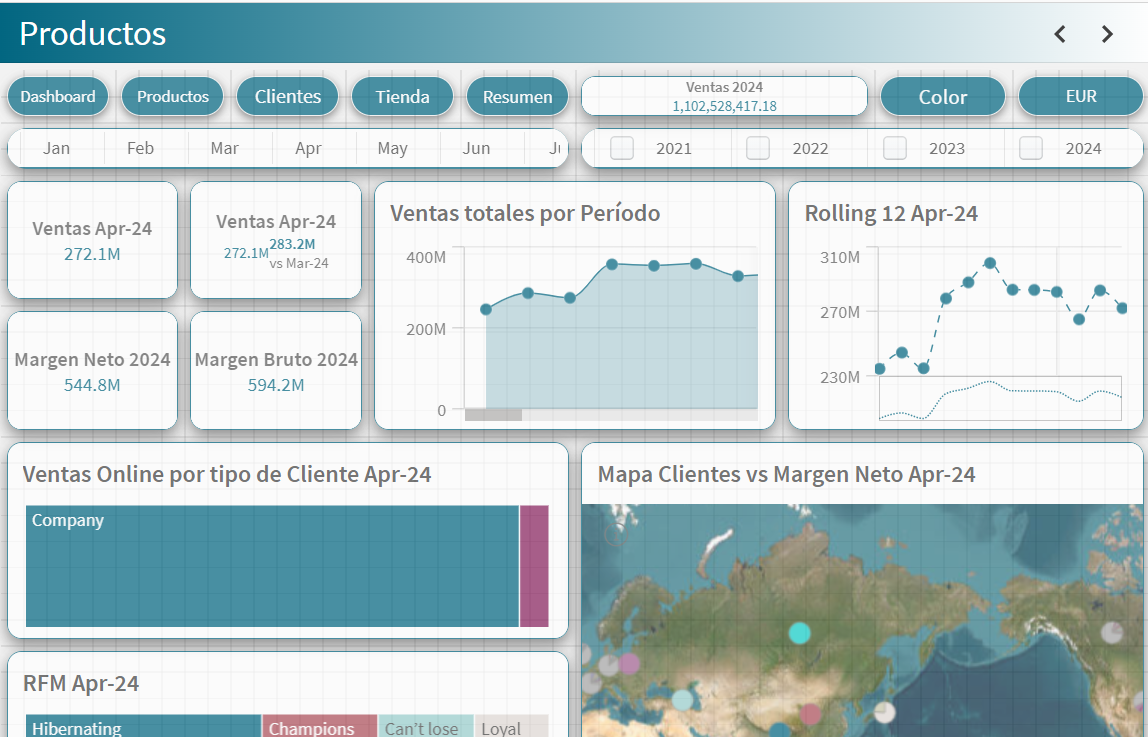 Productos
Dashboard
Productos
Clientes
Tienda
Resumen
Ventas 2024
1,102,528,417.18
Color
EUR
Jan
Feb
Mar
Apr
May
Jun
2021
2022
2023
2024
Ventas Apr-24
272.1M
Ventas Apr-24
272.1M
283.2M
vs Mar-24
Ventas totales por Período
400M
200M
0
Rolling 12 Apr-24
310M
270M
230M
Margen Neto 2024
544.8M
Margen Bruto 2024
594.2M
Ventas Online por tipo de Cliente Apr-24
Company
Mapa Clientes vs Margen Neto Apr-24
RFM Apr-24
Hibernating
Champions
Can't lose
Loyal